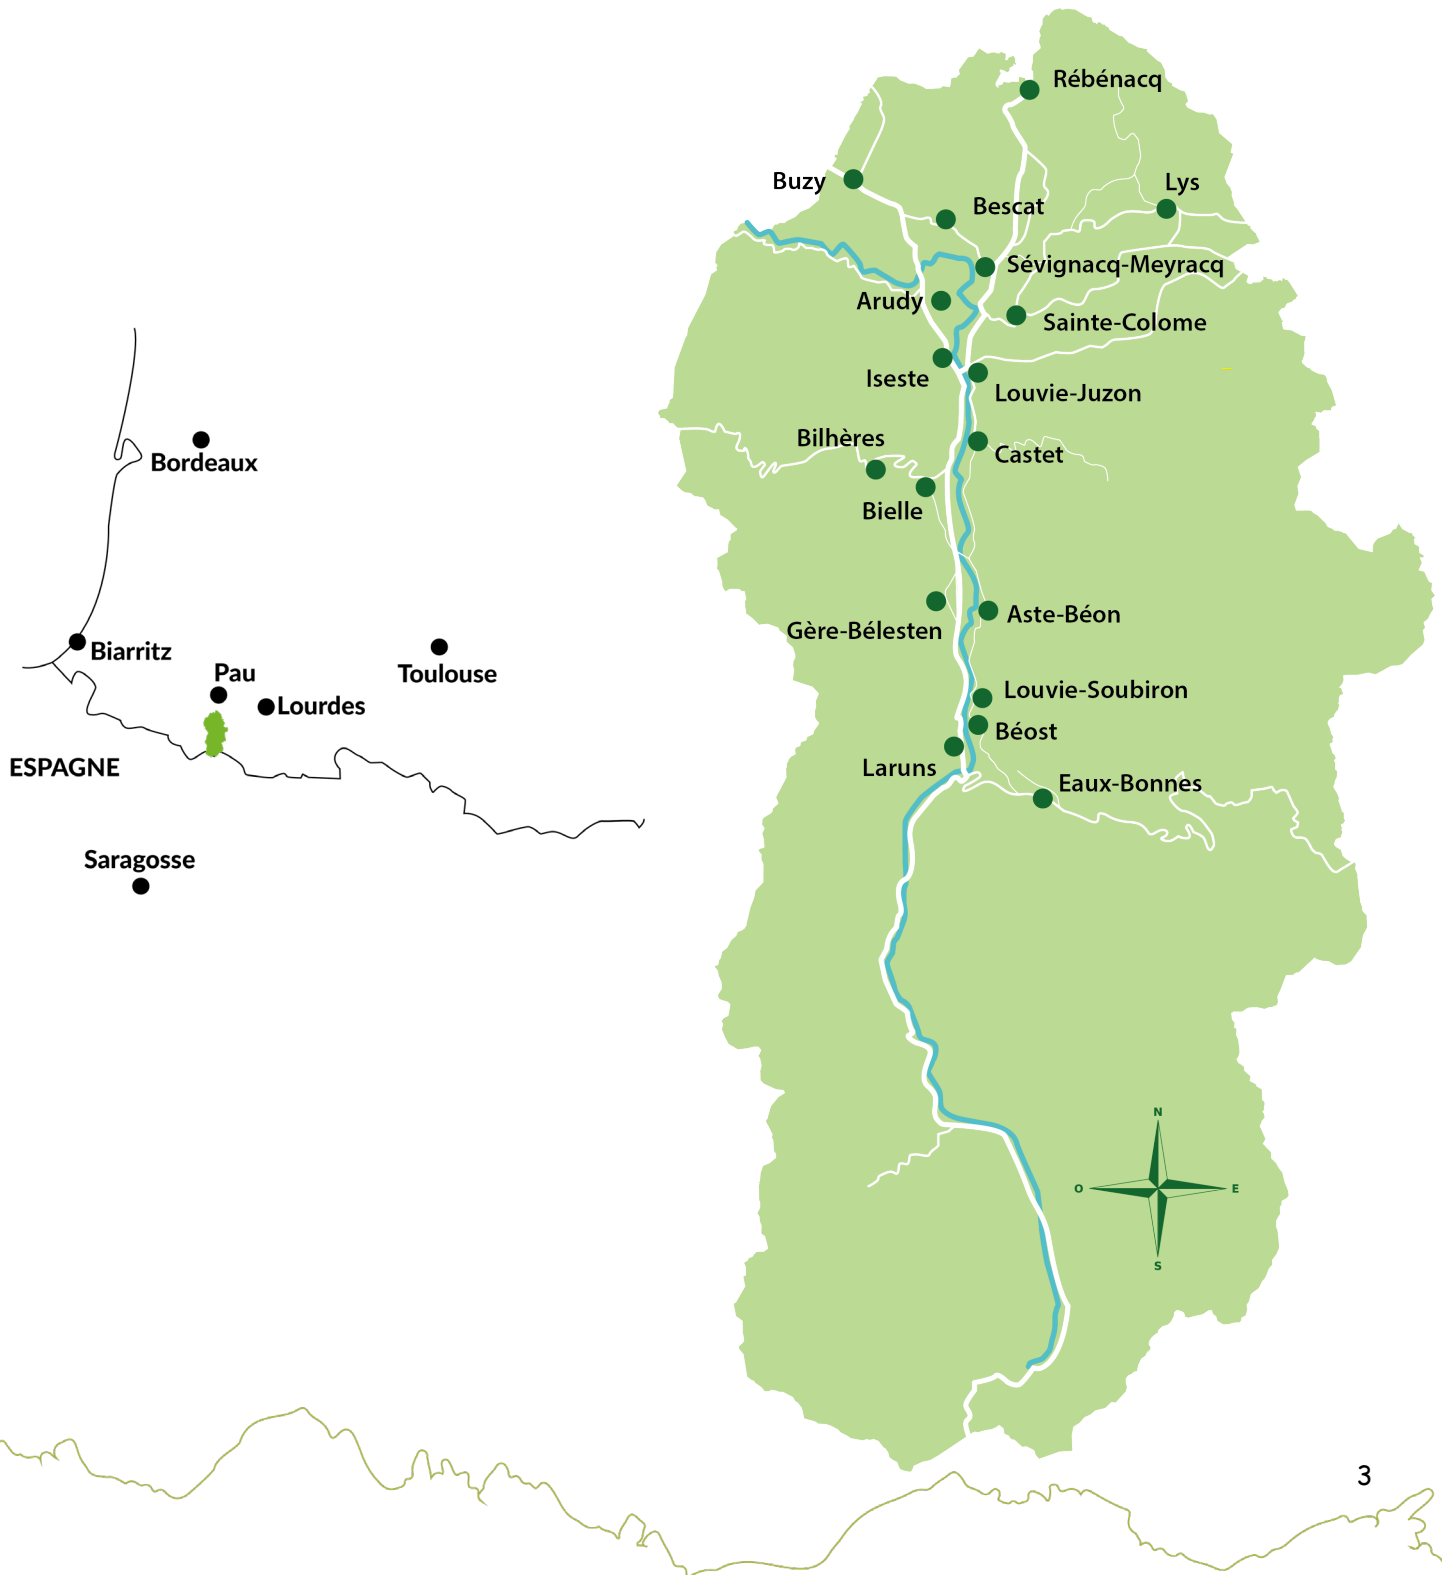 Bordeaux
Biarritz
Pau
Lourdes
Toulouse
ESPAGNE
Saragosse
Rébénacq
Buzy
Lys
Bescat
Sévignacq-Meyracq
Arudy
Sainte-Colome
Iseste
Louvie-Juzon
Bilhères
Castet
Bielle
Aste-Béon
Gère-Bélesten
Louvie-Soubiron
Béost
Laruns
Eaux-Bonnes
N
O
E
S
3